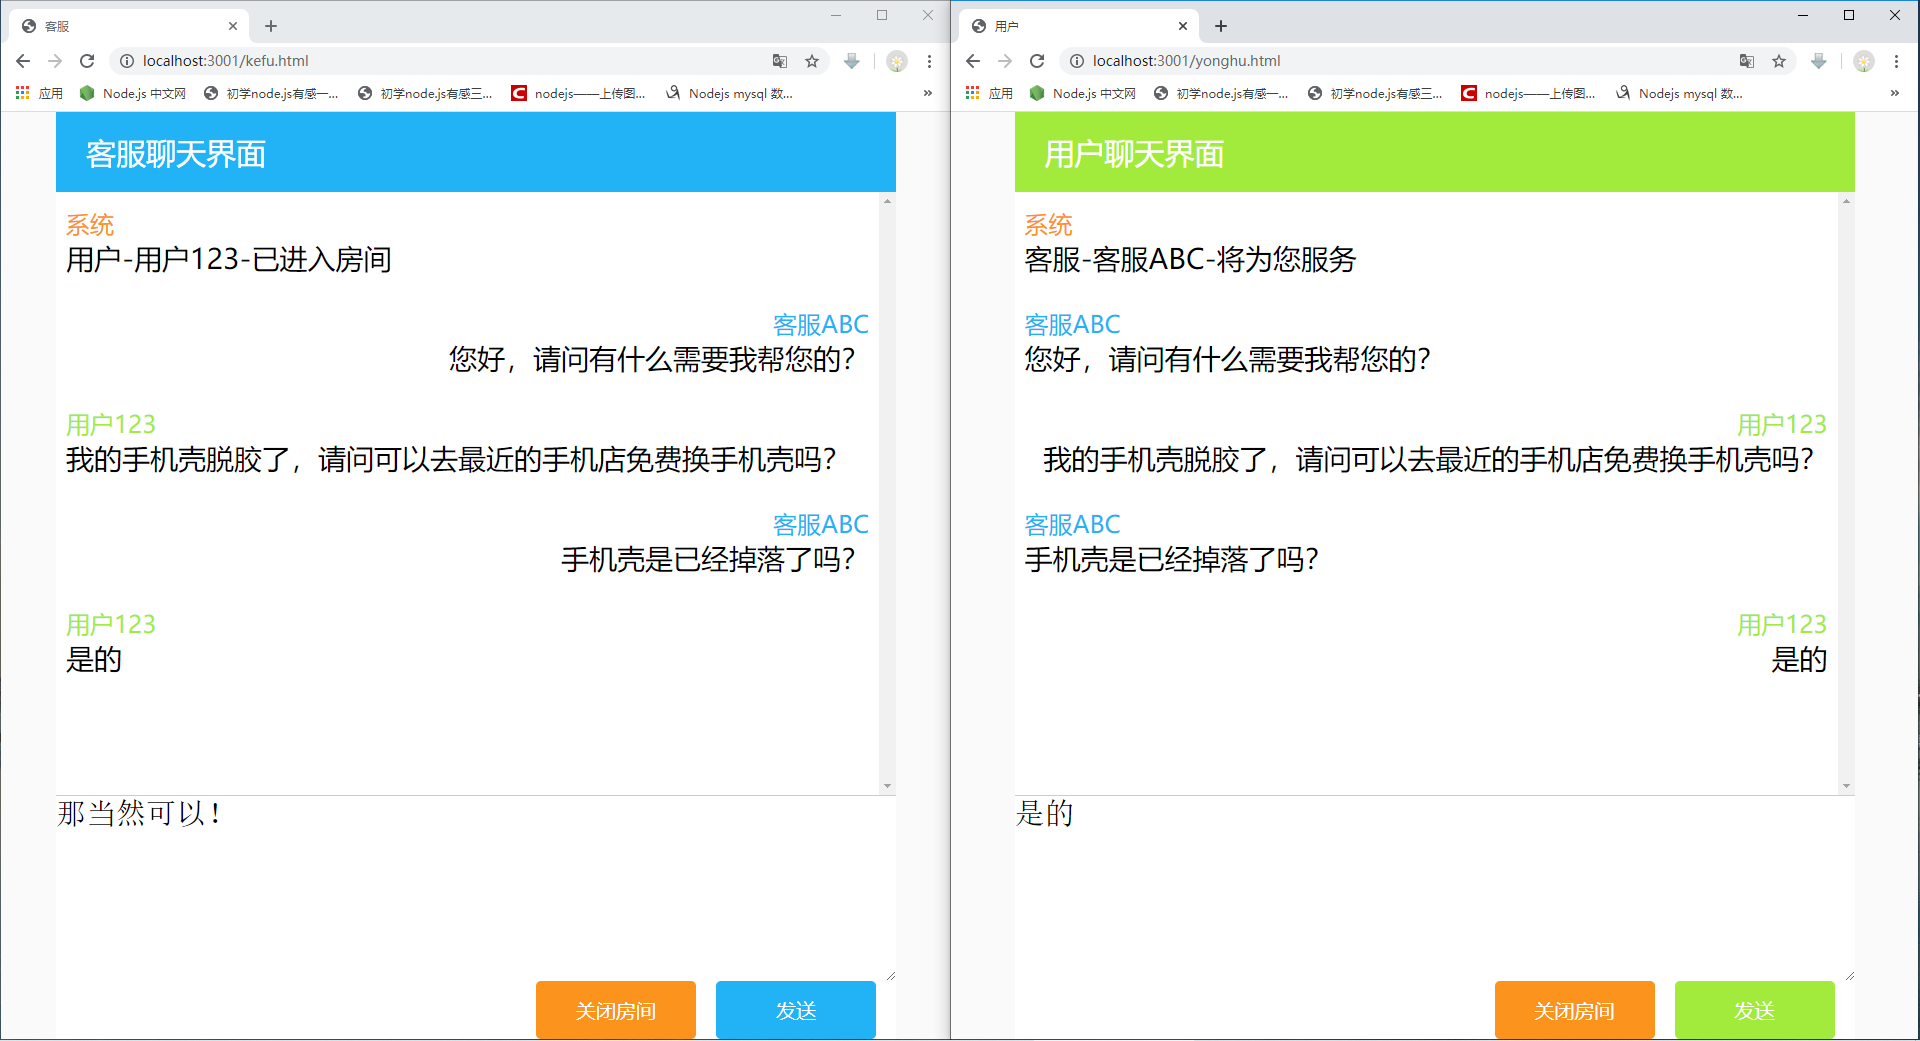 客服
localhost:3001/kefu.html
应用
Node.js 中文网
初学node.js有感一...
初学node.js有感三...
nodejs——上传图...
Nodejs mysql 数...
»
客服聊天界面
系统
用户-用户123-已进入房间
客服ABC
您好，请问有什么需要我帮您的?
用户123
我的手机壳脱胶了，请问可以去最近的手机店免费换手机壳吗?
客服ABC
手机壳是已经掉落了吗?
用户123
是的
那当然可以！
关闭房间
发送
用户
localhost:3001/yonghu.html
应用
Node.js 中文网
初学node.js有感一...
初学node.js有感三...
nodejs——上传图...
Nodejs mysql 数...
»
用户聊天界面
系统
客服-客服ABC-将为您服务
客服ABC
您好，请问有什么需要我帮您的?
用户123
我的手机壳脱胶了，请问可以去最近的手机店免费换手机壳吗?
客服ABC
手机壳是已经掉落了吗?
用户123
是的
是的
关闭房间
发送